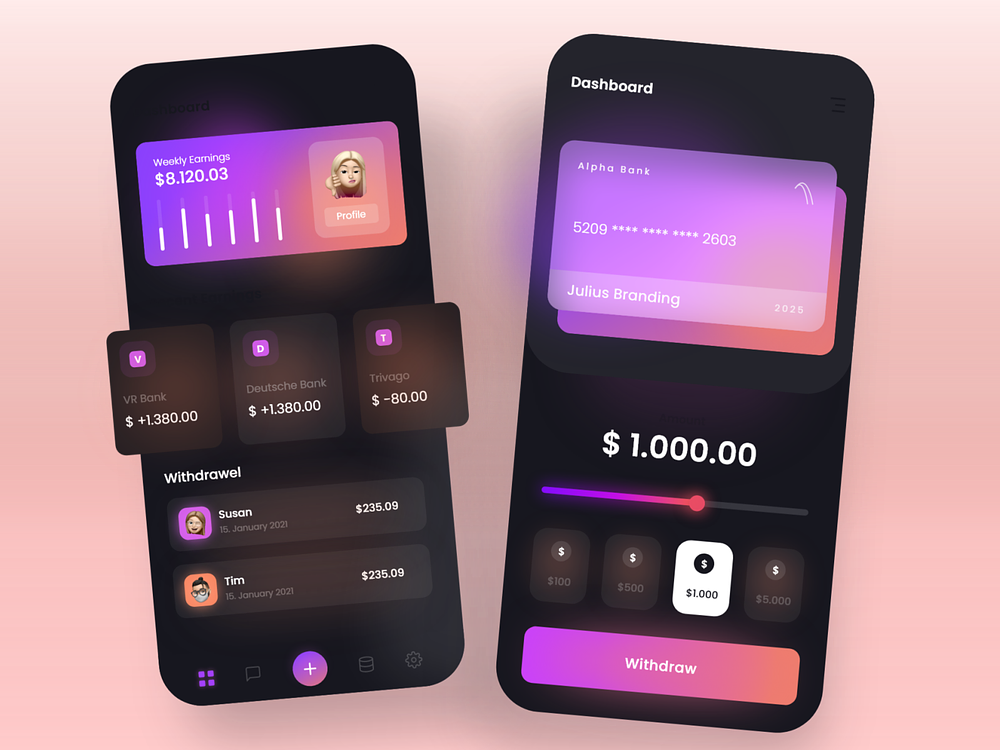 Weekly Earnings
$8.120.03
Profile
V
VR Bank
$ +1.380.00
D
Deutsche Bank
$ +1.380.00
T
Trivago
$ -80.00
Withdrawel
Susan
15. January 2021
$235.09
Tim
15. January 2021
$235.09
+
Dashboard
Alpha Bank
5209 **** **** **** 2603
Julius Branding
2025
$ 1.000.00
$
$100
$
$500
$
$1.000
$
$5.000
Withdraw